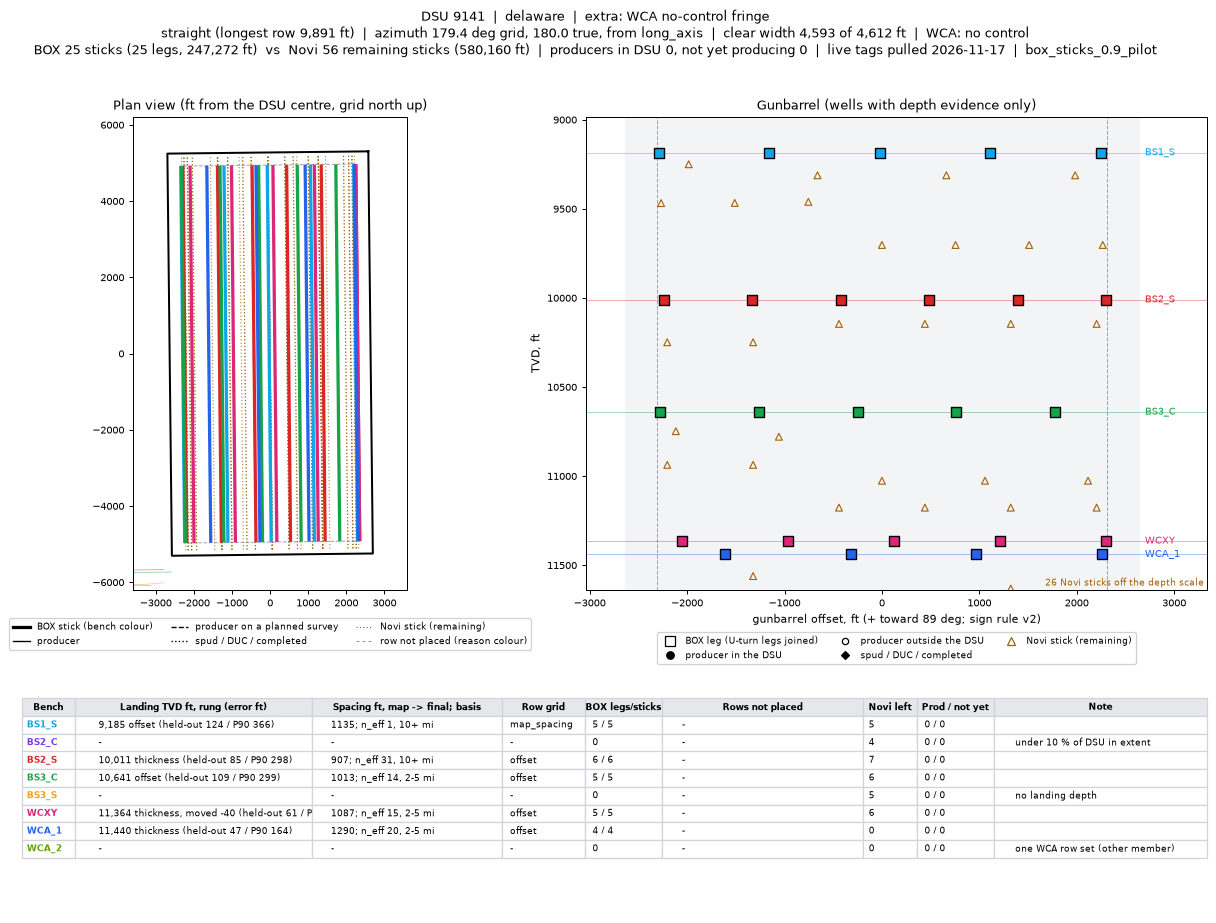 DSU 9141 | delaware | extra: WCA no-control fringe
straight (longest row 9,891 ft) | azimuth 179.4 deg grid, 180.0 true, from long_axis | clear width 4,593 of 4,612 ft | WCA: no control
BOX 25 sticks (25 legs, 247,272 ft) vs Novi 56 remaining sticks (580,160 ft) | producers in DSU 0, not yet producing 0 | live tags pulled 2026-11-17 | box_sticks_0.9_pilot
Plan view (ft from the DSU centre, grid north up)
6000
4000
2000
0
−2000
−4000
−6000
−3000 −2000 −1000 0 1000 2000 3000
BOX stick (bench colour)
producer
producer on a planned survey
spud / DUC / completed
Novi stick (remaining)
row not placed (reason colour)
Gunbarrel (wells with depth evidence only)
TVD, ft
9000
9500
10000
10500
11000
11500
BS1_S
BS2_S
BS3_C
WCXY
WCA_1
26 Novi sticks off the depth scale
−3000 −2000 −1000 0 1000 2000 3000
gunbarrel offset, ft (+ toward 89 deg; sign rule v2)
BOX leg (U-turn legs joined)
producer in the DSU
producer outside the DSU
spud / DUC / completed
Novi stick (remaining)
Bench Landing TVD ft, rung (error ft) Spacing ft, map -> final; basis Row grid BOX legs/sticks Rows not placed Novi left Prod / not yet Note
BS1_S 9,185 offset (held-out 124 / P90 366) 1135; n_eff 1, 10+ mi map_spacing 5 / 5 - 5 0 / 0
BS2_C - - - 0 - 4 0 / 0 under 10 % of DSU in extent
BS2_S 10,011 thickness (held-out 85 / P90 298) 907; n_eff 31, 10+ mi offset 6 / 6 - 7 0 / 0
BS3_C 10,641 offset (held-out 109 / P90 299) 1013; n_eff 14, 2-5 mi offset 5 / 5 - 6 0 / 0
BS3_S - - - 0 - 5 0 / 0 no landing depth
WCXY 11,364 thickness, moved -40 (held-out 61 / P 1087; n_eff 15, 2-5 mi offset 5 / 5 - 6 0 / 0
WCA_1 11,440 thickness (held-out 47 / P90 164) 1290; n_eff 20, 2-5 mi offset 4 / 4 - 0 0 / 0
WCA_2 - - - 0 - 0 0 / 0 one WCA row set (other member)